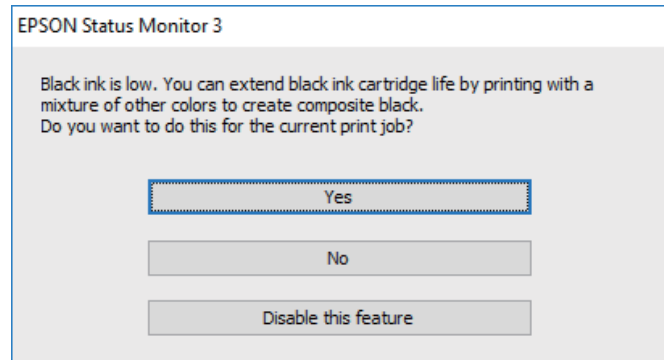 EPSON Status Monitor 3
Black ink is low. You can extend black ink cartridge life by printing with a
mixture of other colors to create composite black.
Do you want to do this for the current print job?
Yes
No
Disable this feature